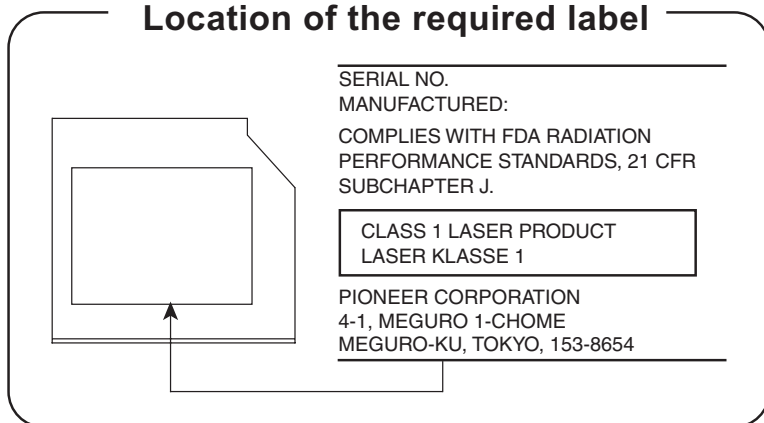 Location of the required label
SERIAL NO.
MANUFACTURED:
COMPLIES WITH FDA RADIATION
PERFORMANCE STANDARDS, 21 CFR
SUBCHAPTER J.
CLASS 1 LASER PRODUCT
LASER KLASSE 1
PIONEER CORPORATION
4-1, MEGURO 1-CHOME
MEGURO-KU, TOKYO, 153-8654